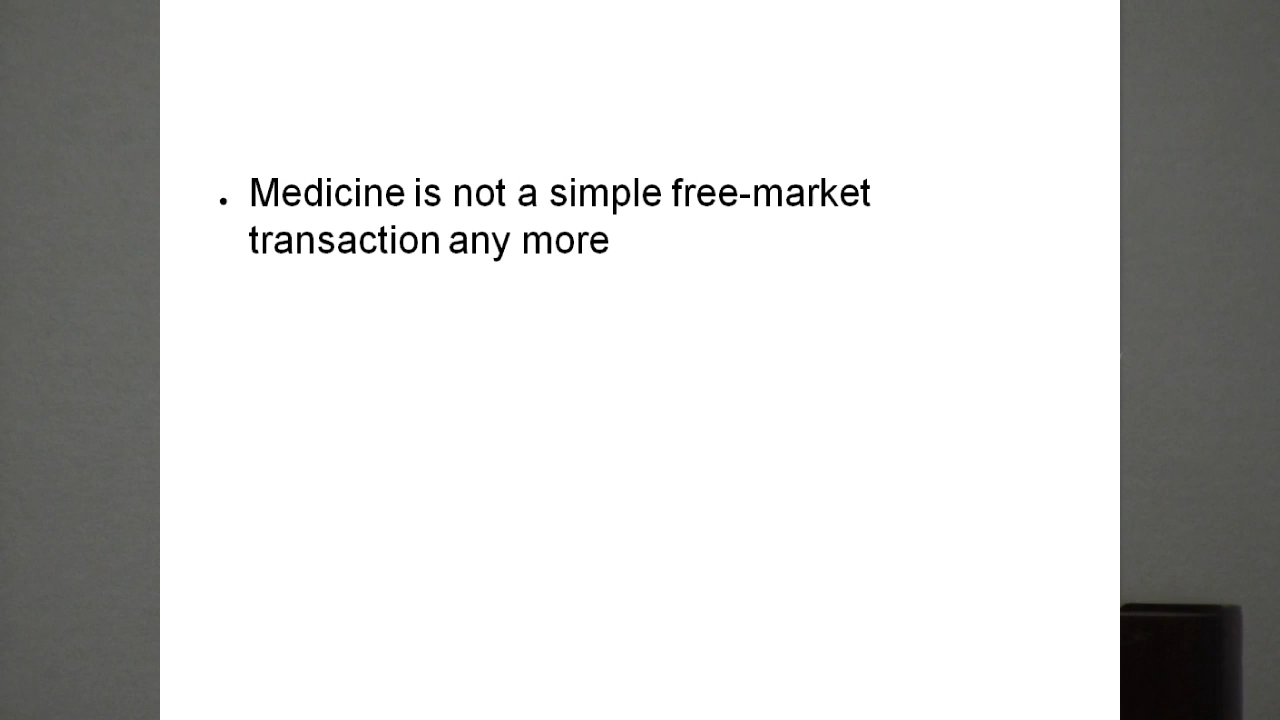 • Medicine is not a simple free-market
transaction any more